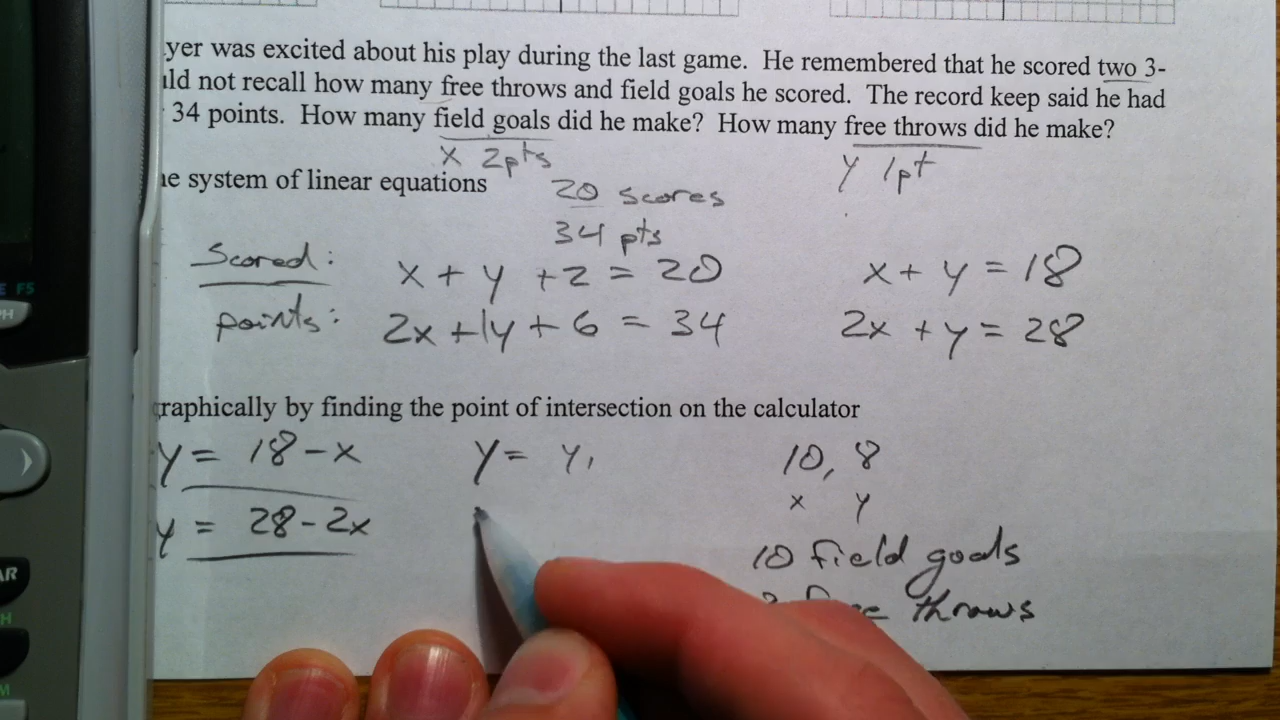 yer was excited about his play during the last game. He remembered that he scored two 3-
ld not recall how many free throws and field goals he scored. The record keep said he had
34 points. How many field goals did he make? How many free throws did he make?
x 2pts
y 1pt
e system of linear equations
20 scores
34 pts
Scored: x + y + 2 = 20
x + y = 18
points: 2x + 1y + 6 = 34
2x + y = 28
raphically by finding the point of intersection on the calculator
y = 18 - x
y = y1
10, 8
x y
y = 28 - 2x
10 field goals
throws
F5
PH
AR
H
M